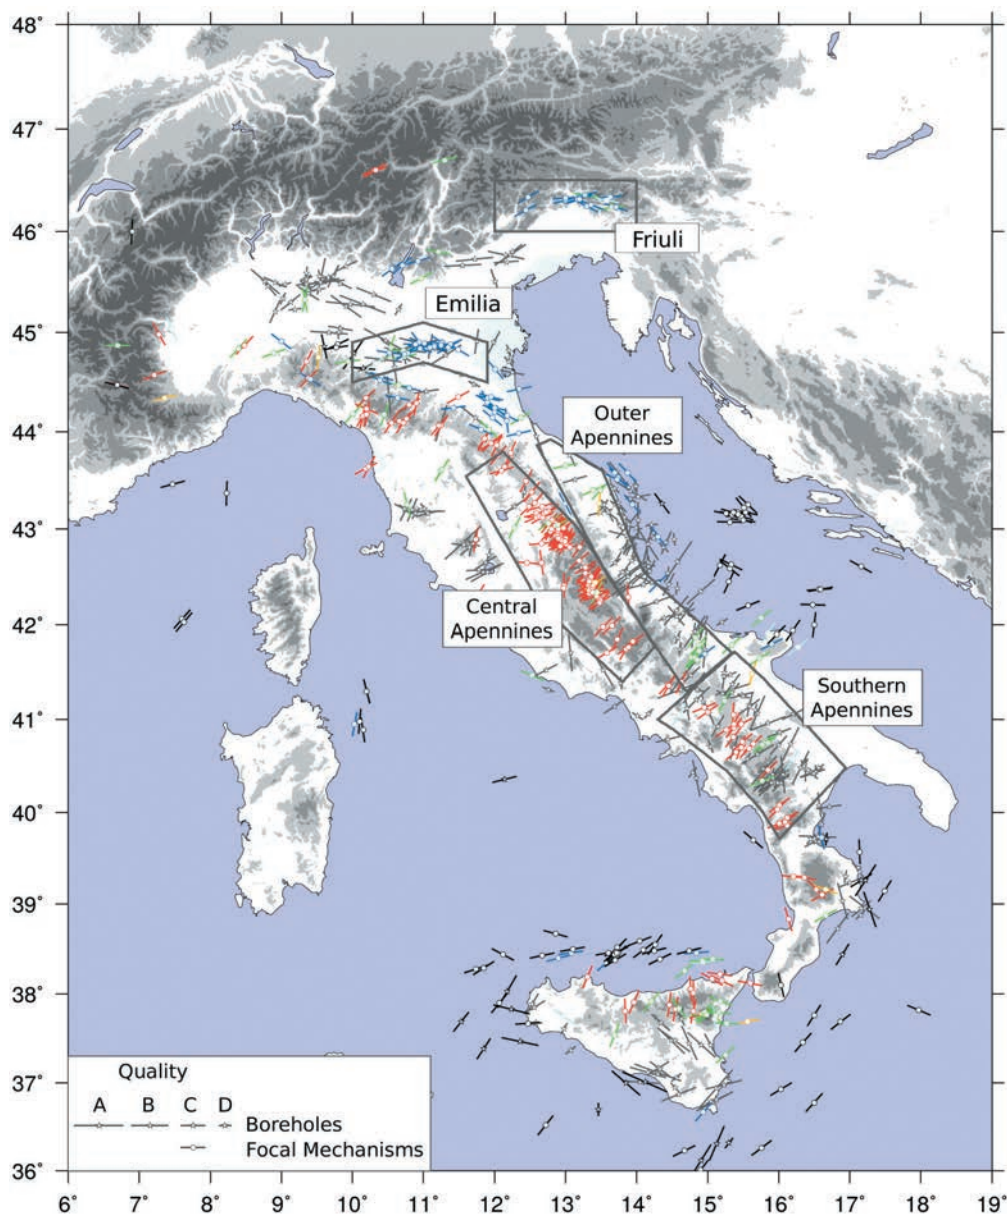 48˚
47˚
46˚
Friuli
Emilia
45˚
Outer
Apennines
44˚
43˚
Central
Apennines
42˚
Southern
Apennines
41˚
40˚
39˚
38˚
Quality
37˚
A B C D
Boreholes
Focal Mechanisms
36˚
6˚ 7˚ 8˚ 9˚ 10˚ 11˚ 12˚ 13˚ 14˚ 15˚ 16˚ 17˚ 18˚ 19˚